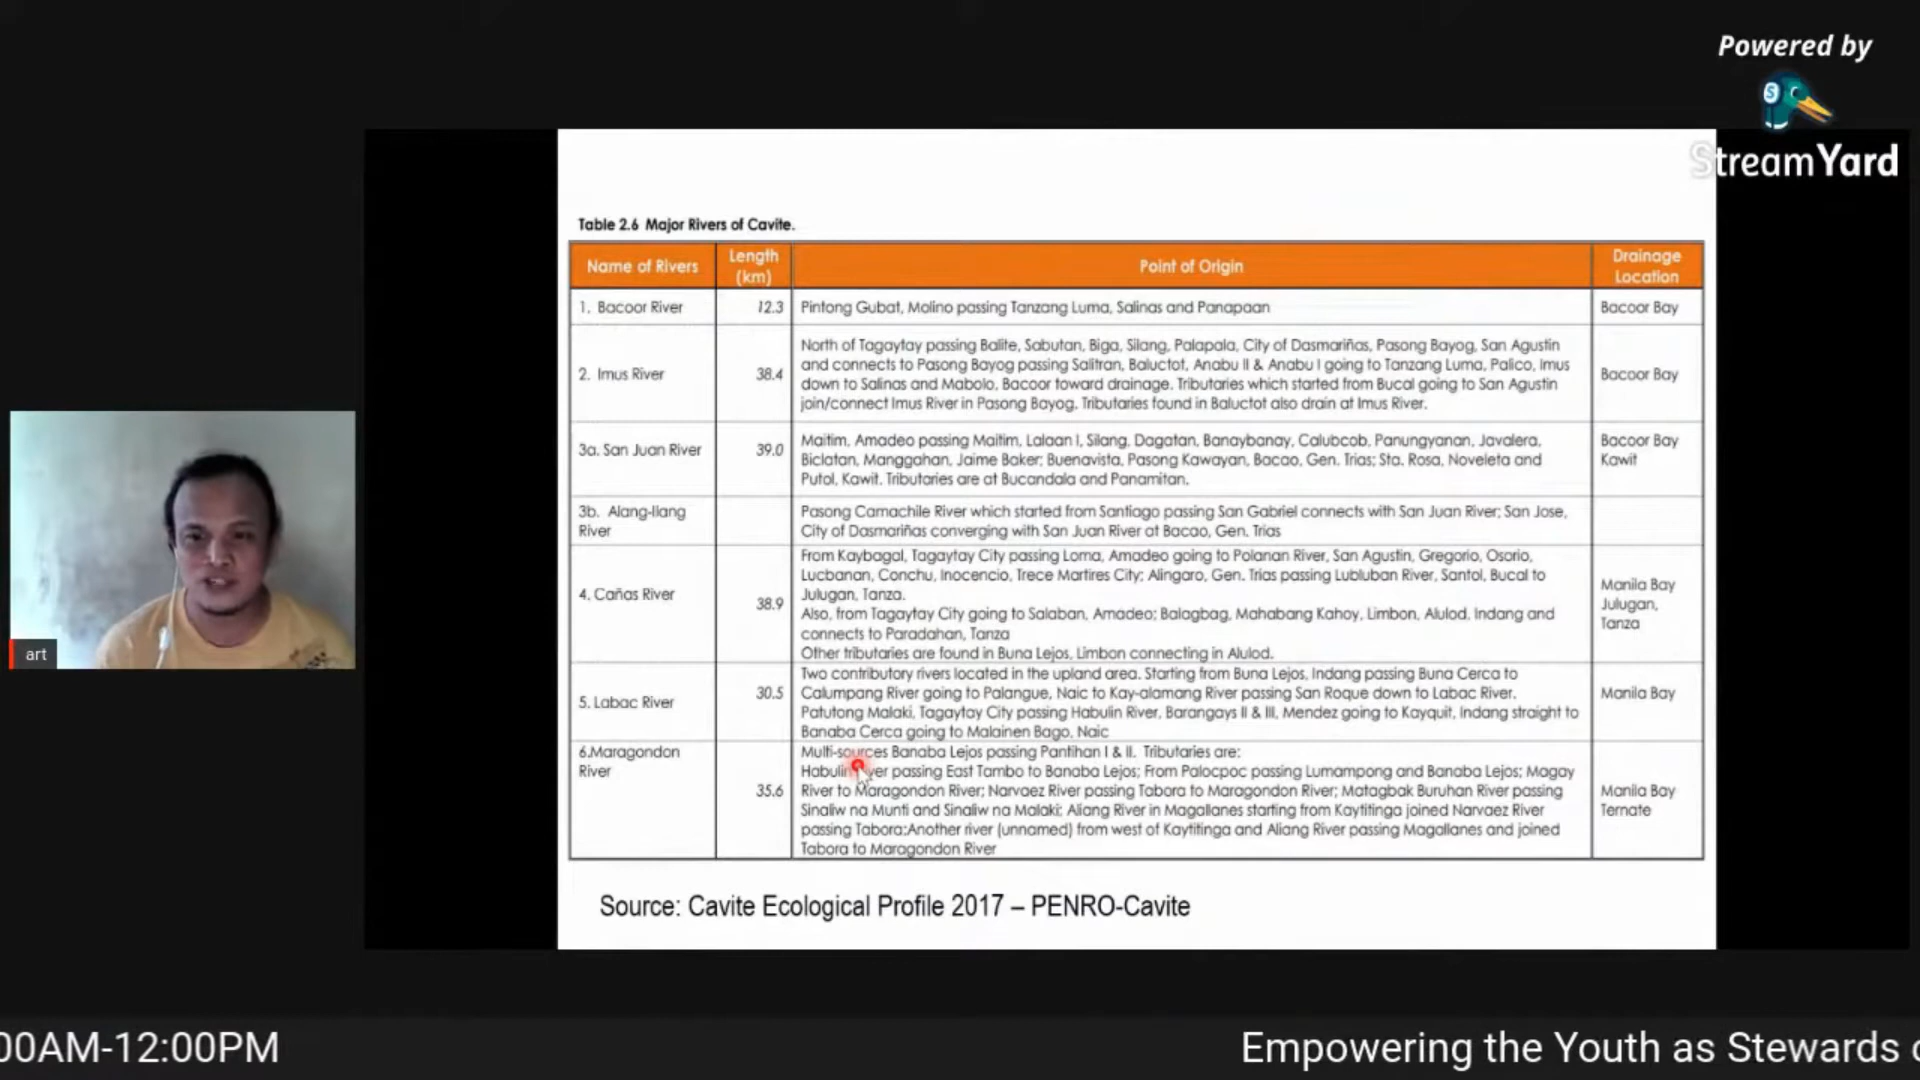 Powered by
StreamYard
Table 2.6 Major Rivers of Cavite.
Name of Rivers
Length (km)
Point of Origin
Drainage Location
1. Bacoor River
12.3
Pintong Gubat, Molino passing Tanzang Luma, Salinas and Panapaan
Bacoor Bay
2. Imus River
38.4
North of Tagaytay passing Balite, Sabutan, Biga, Silang, Palapala, City of Dasmariñas, Pasong Bayog, San Agustin
and connects to Pasong Bayog passing Salitran, Baluctot, Anabu II & Anabu I going to Tanzang Luma, Palico, Imus
down to Salinas and Mabolo, Bacoor toward drainage. Tributaries which started from Bucal going to San Agustin
join/connect Imus River in Pasong Bayog. Tributaries found in Baluctot also drain at Imus River.
Bacoor Bay
3a. San Juan River
39.0
Maitim, Amadeo passing Maitim, Lalaan I, Silang, Dagatan, Banaybanay, Calubcob, Panungyanan, Javalera,
Biclatan, Manggahan, Jaime Baker; Buenavista, Pasong Kawayan, Bacao, Gen. Trias; Sta. Rosa, Noveleta and
Putol, Kawit. Tributaries are at Bucandala and Panamitan.
Bacoor Bay
Kawit
3b. Alang-Ilang
River
Pasong Camachile River which started from Santiago passing San Gabriel connects with San Juan River; San Jose,
City of Dasmariñas converging with San Juan River at Bacao, Gen. Trias
4. Cañas River
38.9
From Kaybagal, Tagaytay City passing Loma, Amadeo going to Polanan River, San Agustin, Gregorio, Osorio,
Lucbanan, Conchu, Inocencio, Trece Martires City; Alingaro, Gen. Trias passing Lubluban River, Santol, Bucal to
Julugan, Tanza.
Also, from Tagaytay City going to Salaban, Amadeo; Balagbag, Mahabang Kahoy, Limbon, Alulod, Indang and
connects to Paradahan, Tanza
Other tributaries are found in Buna Lejos, Limbon connecting in Alulod.
Manila Bay
Julugan,
Tanza
5. Labac River
30.5
Two contributory rivers located in the upland area. Starting from Buna Lejos, Indang passing Buna Cerca to
Calumpang River going to Palangue, Naic to Kay-alamang River passing San Roque down to Labac River.
Patutong Malaki, Tagaytay City passing Habulin River, Barangays II & III, Mendez going to Kayquit, Indang straight to
Banaba Cerca going to Malainen Bago, Naic
Manila Bay
6.Maragondon
River
35.6
Multi-sources Banaba Lejos passing Pantihan I & II. Tributaries are:
Habulin River passing East Tambo to Banaba Lejos; From Palocpoc passing Lumampong and Banaba Lejos; Magay
River to Maragondon River; Narvaez River passing Tabora to Maragondon River; Matagbak Buruhan River passing
Sinaliw na Munti and Sinaliw na Malaki; Aliang River in Magallanes starting from Kaytitinga joined Narvaez River
passing Tabora;Another river (unnamed) from west of Kaytitinga and Aliang River passing Magallanes and joined
Tabora to Maragondon River
Manila Bay
Ternate
Source: Cavite Ecological Profile 2017 – PENRO-Cavite
art
00AM-12:00PM
Empowering the Youth as Stewards